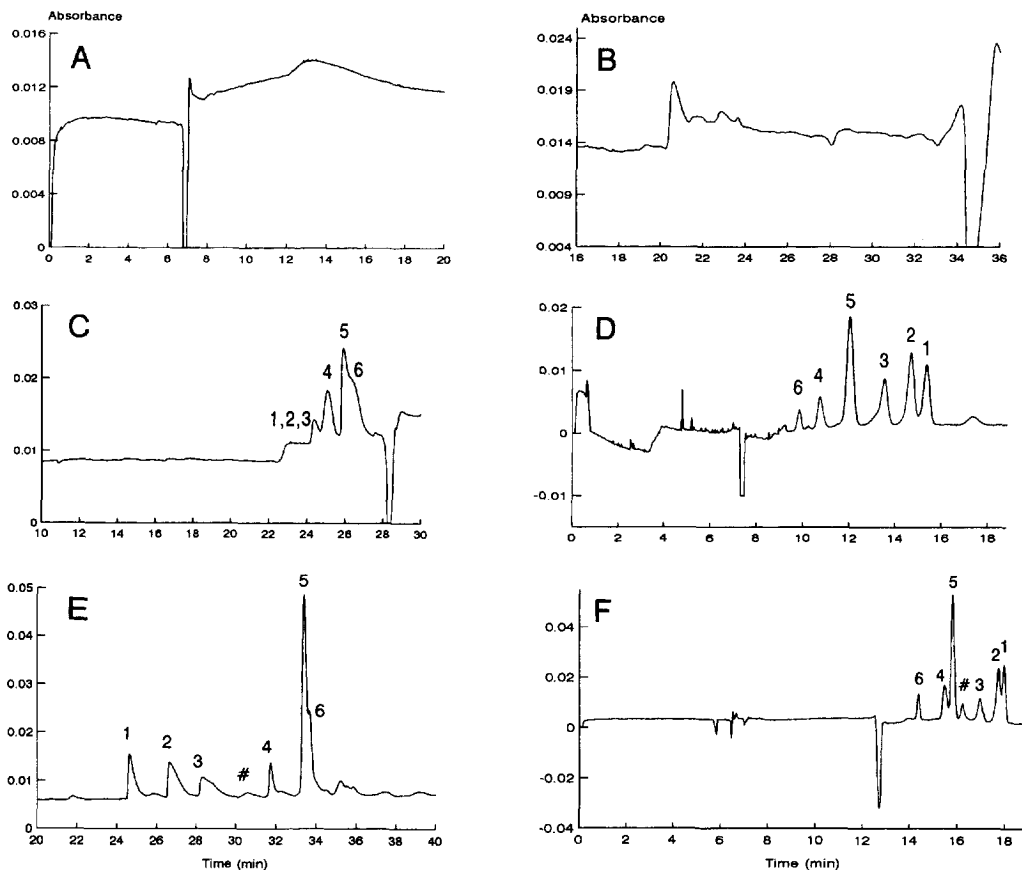 Absorbance
A
0.016
0.012
0.008
0.004
0
0 2 4 6 8 10 12 14 16 18 20
Absorbance
B
0.024
0.019
0.014
0.009
0.004
16 18 20 22 24 26 28 30 32 34 36
C
0.03
0.02
0.01
0
1,2,3 4 5 6
10 12 14 16 18 20 22 24 26 28 30
D
0.02
0.01
0
-0.01
6 4 5 3 2 1
0 2 4 6 8 10 12 14 16 18
E
0.05
0.04
0.03
0.02
0.01
0
1 2 3 # 4 5 6
20 22 24 26 28 30 32 34 36 38 40
Time (min)
F
0.04
0.02
0
-0.02
-0.04
6 4 5 # 3 2 1
0 2 4 6 8 10 12 14 16 18
Time (min)